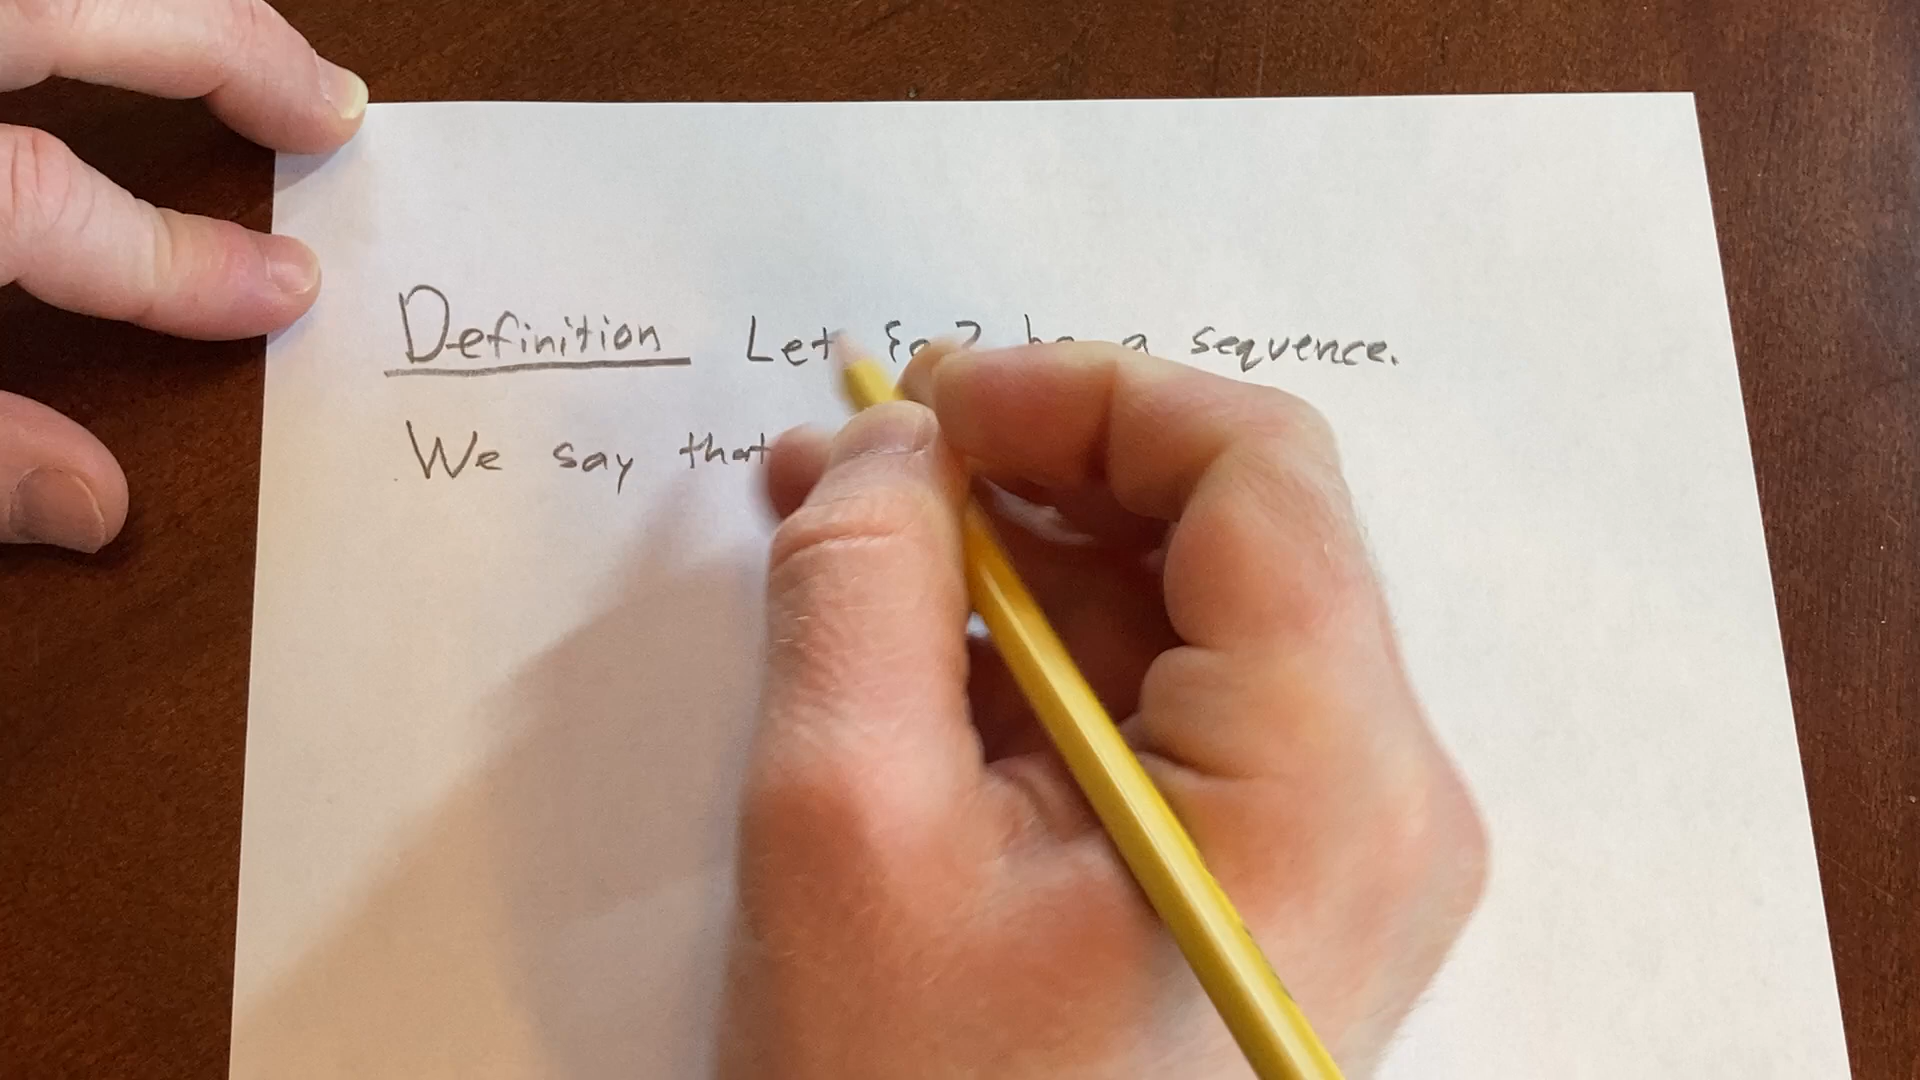 Definition Let a sequence.
We say that